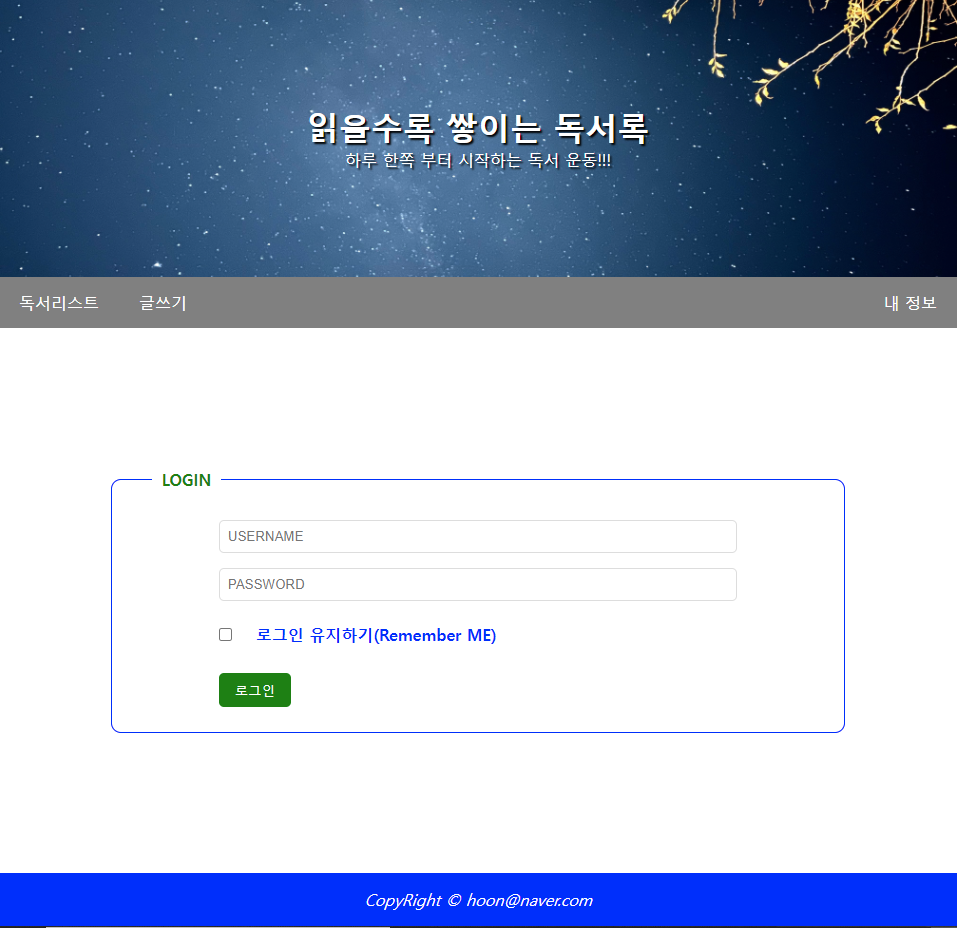 읽을수록 쌓이는 독서록
하루 한쪽 부터 시작하는 독서 운동!!!
독서리스트 글쓰기 내 정보
LOGIN
USERNAME
PASSWORD
로그인 유지하기(Remember ME)
로그인
CopyRight © hoon@naver.com